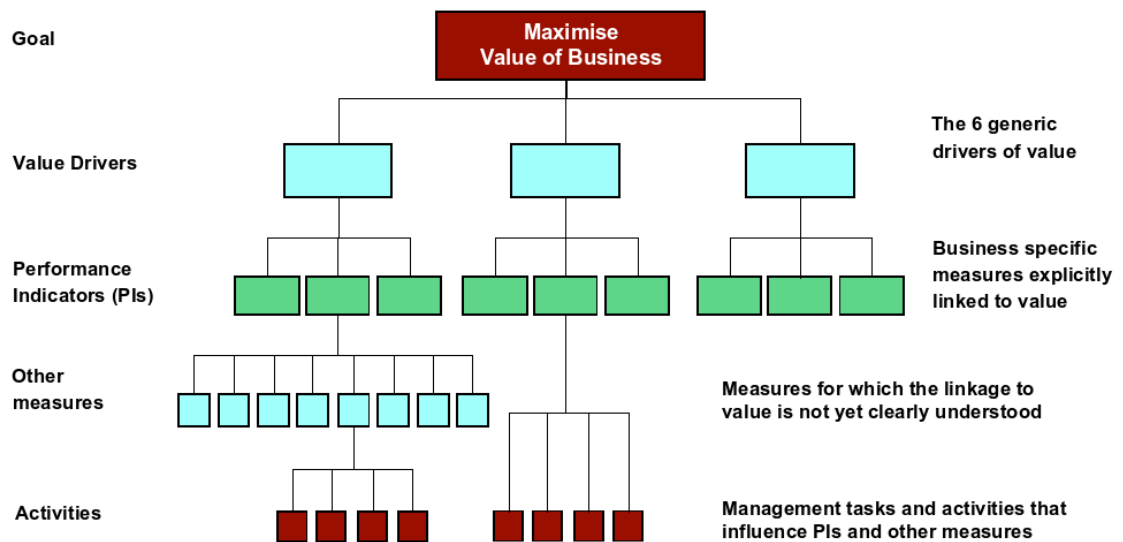 Goal
Maximise
Value of Business
The 6 generic
drivers of value
Value Drivers
Performance
Indicators (PIs)
Business specific
measures explicitly
linked to value
Other
measures
Measures for which the linkage to
value is not yet clearly understood
Activities
Management tasks and activities that
influence PIs and other measures